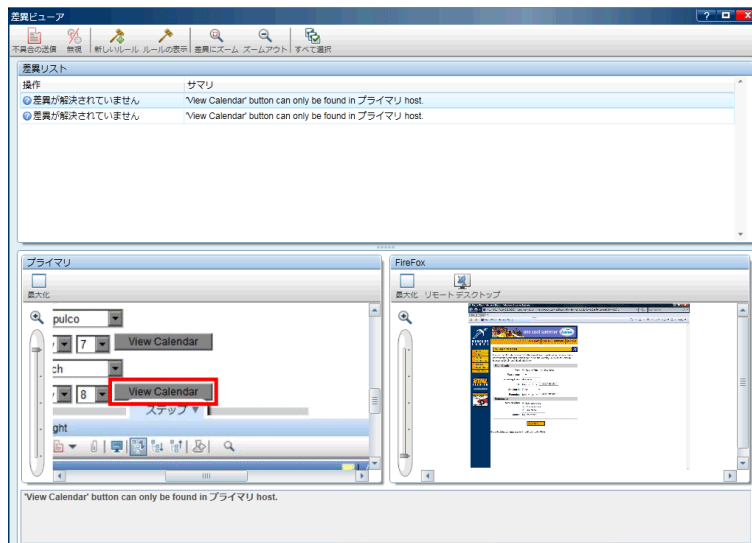 差異ビューア
不具合の送信 無視 新しいルール ルールの表示 差異にズーム ズームアウト すべて選択
差異リスト
操作 サマリ
差異が解決されていません 'View Calendar' button can only be found in プライマリ host.
差異が解決されていません 'View Calendar' button can only be found in プライマリ host.
プライマリ
最大化
pulco
7 View Calendar
ch
8 View Calendar
ステップ
ght
FireFox
最大化 リモート デスクトップ
'View Calendar' button can only be found in プライマリ host.